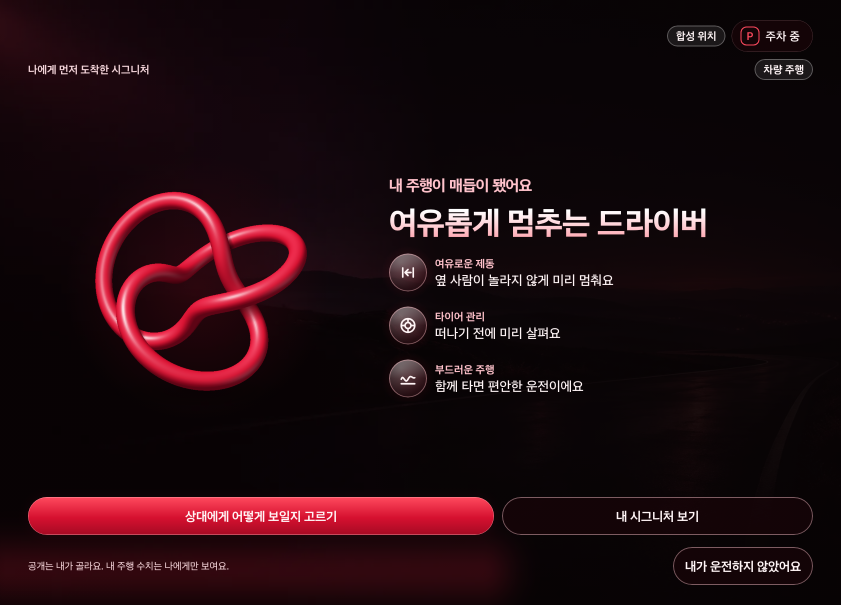 합성 위치
P 주차 중
나에게 먼저 도착한 시그니처
차량 주행
내 주행이 매듭이 됐어요
여유롭게 멈추는 드라이버
여유로운 제동
옆 사람이 놀라지 않게 미리 멈춰요
타이어 관리
떠나기 전에 미리 살펴요
부드러운 주행
함께 타면 편안한 운전이에요
상대에게 어떻게 보일지 고르기
내 시그니처 보기
공개는 내가 골라요. 내 주행 수치는 나에게만 보여요.
내가 운전하지 않았어요